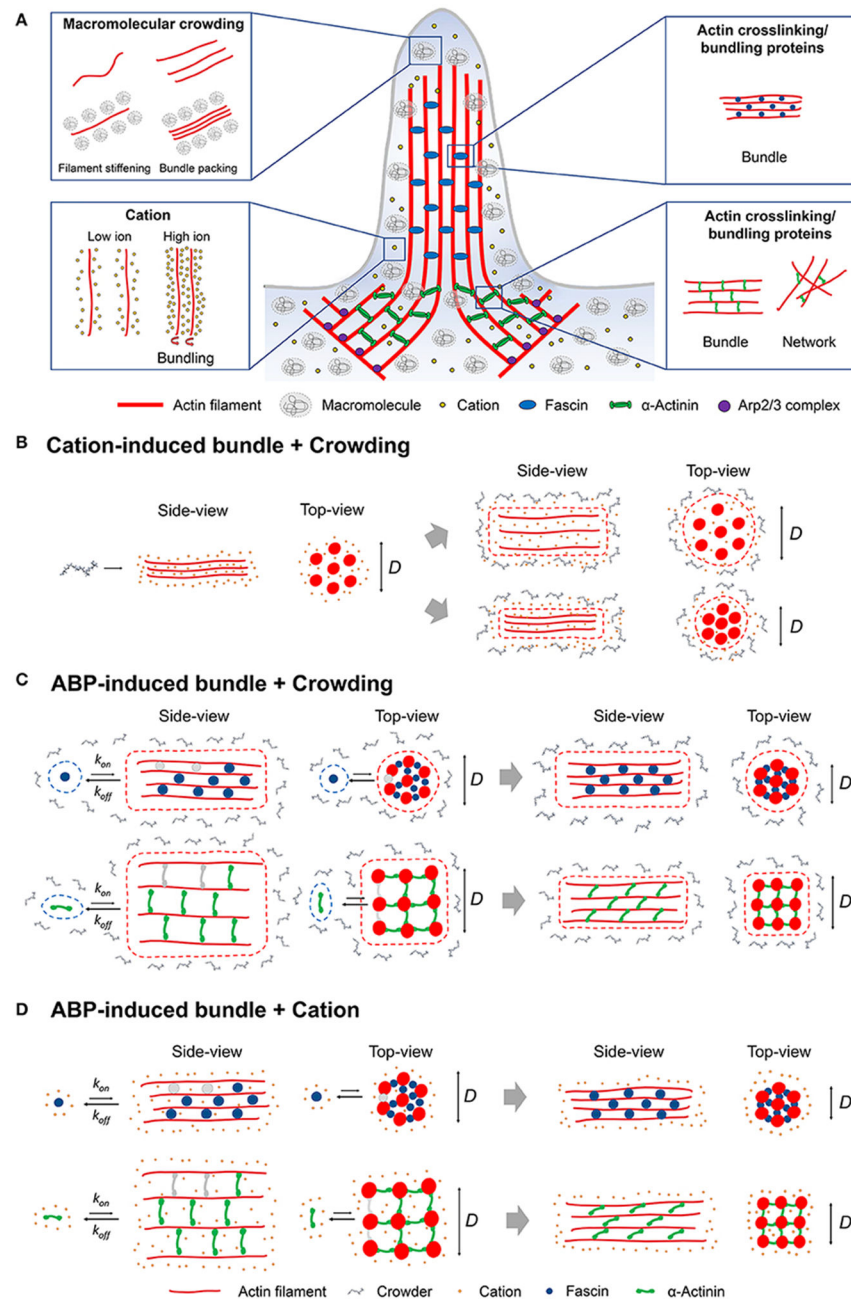 A
Macromolecular crowding
Filament stiffening
Bundle packing
Actin crosslinking/
bundling proteins
Bundle
Cation
Low ion
High ion
Bundling
Actin crosslinking/
bundling proteins
Bundle
Network
Actin filament
Macromolecule
Cation
Fascin
α-Actinin
Arp2/3 complex
B Cation-induced bundle + Crowding
Side-view
Top-view
D
Side-view
Top-view
D
D
C ABP-induced bundle + Crowding
Side-view
Top-view
Side-view
Top-view
kon
koff
D
D
kon
koff
D
D
D ABP-induced bundle + Cation
Side-view
Top-view
Side-view
Top-view
kon
koff
D
D
kon
koff
D
D
Actin filament
Crowder
Cation
Fascin
α-Actinin